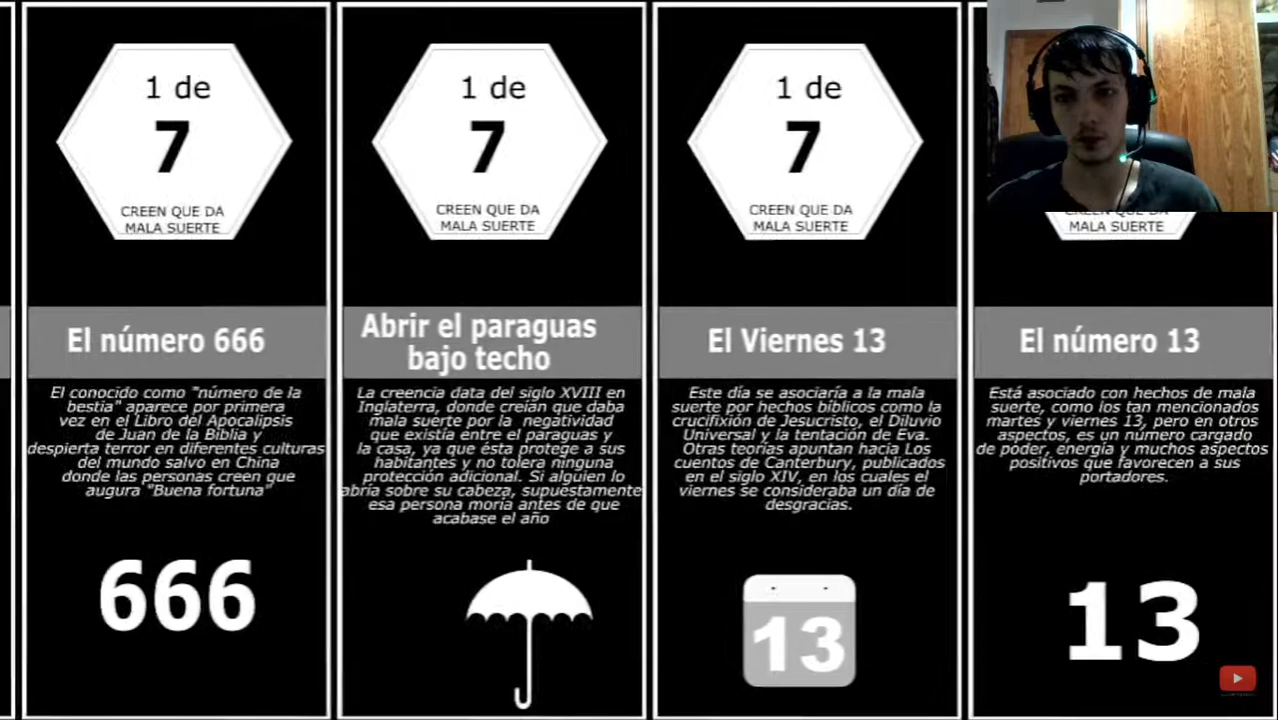 1 de
7
CREEN QUE DA
MALA SUERTE
El número 666
El conocido como "número de la
bestia" aparece por primera
vez en el Libro del Apocalipsis
de Juan de la Biblia y
despierta terror en diferentes culturas
del mundo salvo en China
donde las personas creen que
augura "Buena fortuna"
666
1 de
7
CREEN QUE DA
MALA SUERTE
Abrir el paraguas
bajo techo
La creencia data del siglo XVIII en
Inglaterra, donde creían que daba
mala suerte por la negatividad
que existía entre el paraguas y
la casa, ya que ésta protege a sus
habitantes y no tolera ninguna
protección adicional. Si alguien lo
abría sobre su cabeza, supuestamente
esa persona moría antes de que
acabase el año
1 de
7
CREEN QUE DA
MALA SUERTE
El Viernes 13
Este día se asociaría a la mala
suerte por hechos bíblicos como la
crucifixión de Jesucristo, el Diluvio
Universal y la tentación de Eva.
Otras teorías apuntan hacia Los
cuentos de Canterbury, publicados
en el siglo XIV, en los cuales el
viernes se consideraba un día de
desgracias.
13
CREEN QUE DA
MALA SUERTE
El número 13
Está asociado con hechos de mala
suerte, como los tan mencionados
martes y viernes 13, pero en otros
aspectos, es un número cargado
de poder, energía y muchos aspectos
positivos que favorecen a sus
portadores.
13